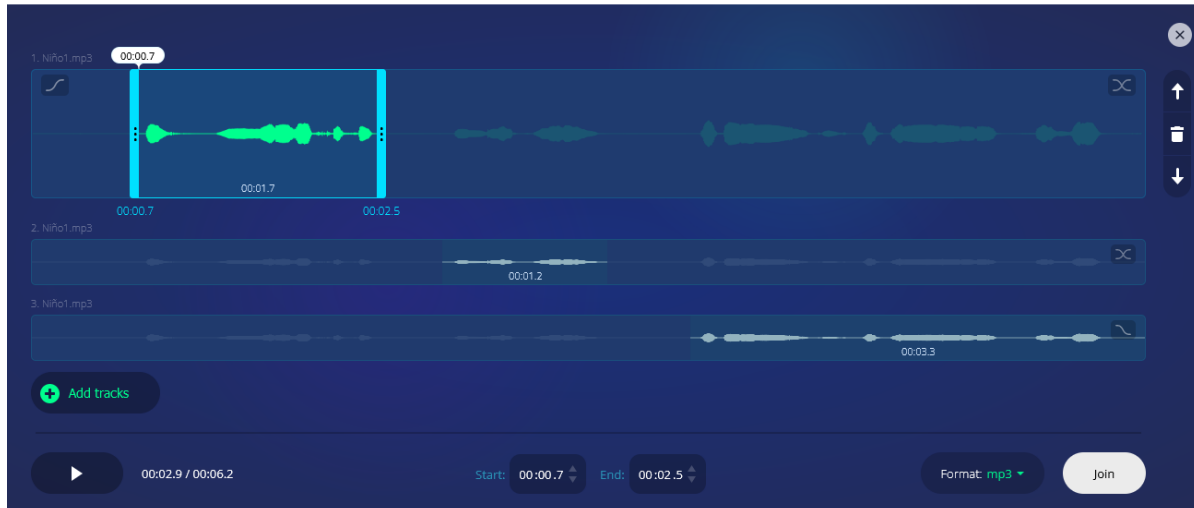 1. Niño1.mp3
00:00.7
00:01.7
00:00.7 00:02.5
2. Niño1.mp3
00:01.2
3. Niño1.mp3
00:03.3
Add tracks
00:02.9 / 00:06.2 Start: 00:00.7 End: 00:02.5 Format: mp3 Join